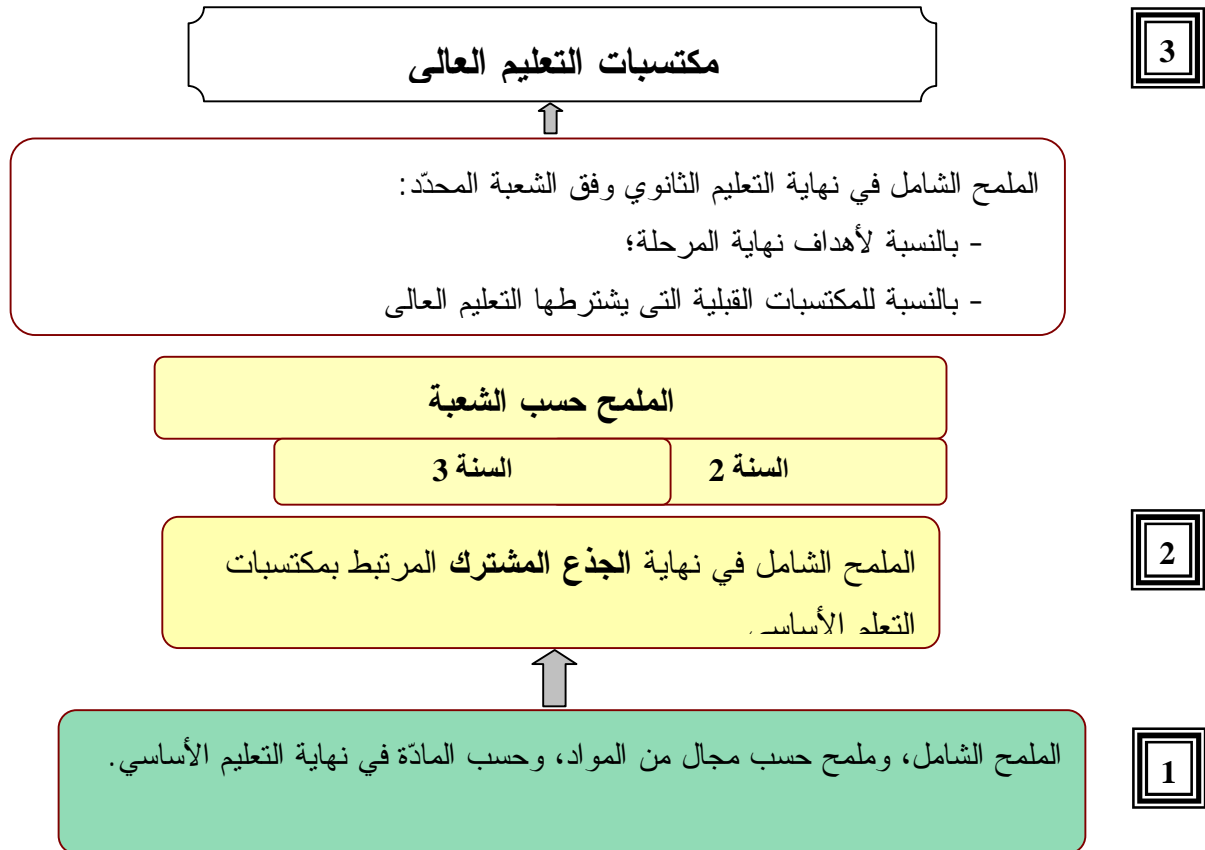 3
مكتسبات التعليم العالى
الملمح الشامل في نهاية التعليم الثانوي وفق الشعبة المحدّد:
- بالنسبة لأهداف نهاية المرحلة؛
- بالنسبة للمكتسبات القبلية التى يشترطها التعليم العالى
الملمح حسب الشعبة
السنة 2
السنة 3
2
الملمح الشامل في نهاية الجذع المشترك المرتبط بمكتسبات
التعلم الأساسي
1
الملمح الشامل، وملمح حسب مجال من المواد، وحسب المادّة في نهاية التعليم الأساسي.